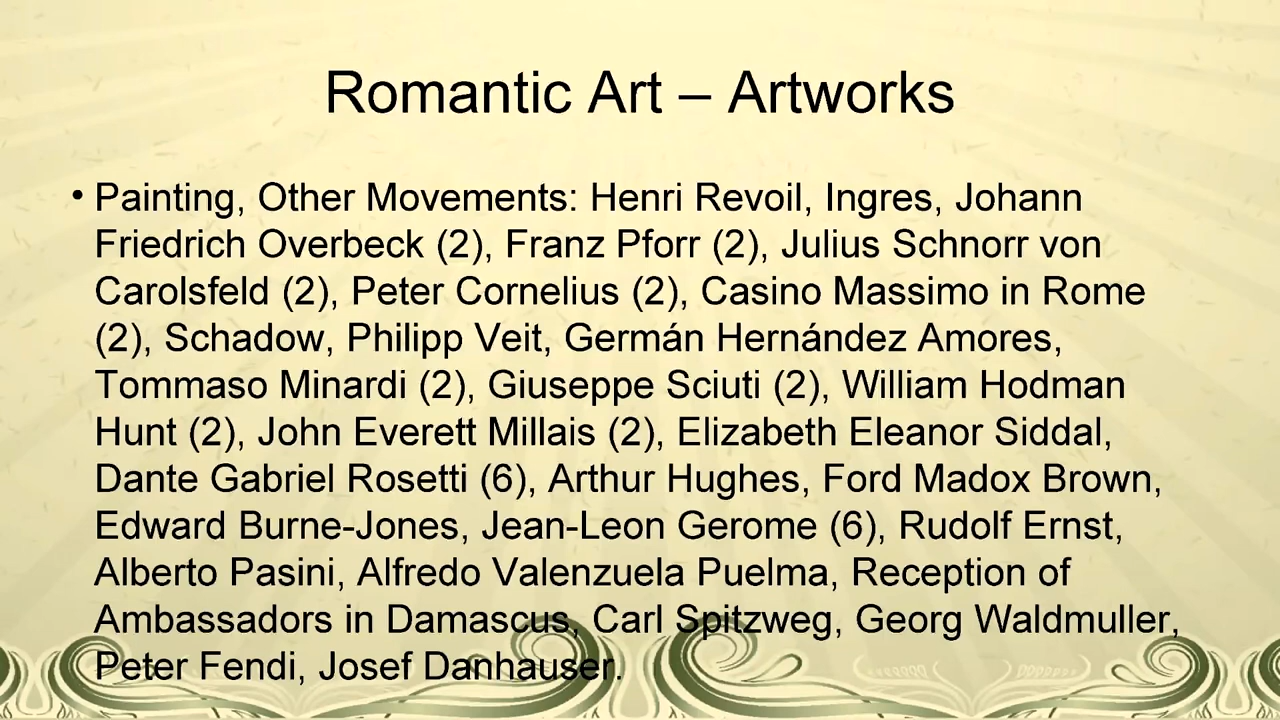 Romantic Art – Artworks
• Painting, Other Movements: Henri Revoil, Ingres, Johann
Friedrich Overbeck (2), Franz Pforr (2), Julius Schnorr von
Carolsfeld (2), Peter Cornelius (2), Casino Massimo in Rome
(2), Schadow, Philipp Veit, Germán Hernández Amores,
Tommaso Minardi (2), Giuseppe Sciuti (2), William Hodman
Hunt (2), John Everett Millais (2), Elizabeth Eleanor Siddal,
Dante Gabriel Rosetti (6), Arthur Hughes, Ford Madox Brown,
Edward Burne-Jones, Jean-Leon Gerome (6), Rudolf Ernst,
Alberto Pasini, Alfredo Valenzuela Puelma, Reception of
Ambassadors in Damascus, Carl Spitzweg, Georg Waldmuller,
Peter Fendi, Josef Danhauser.